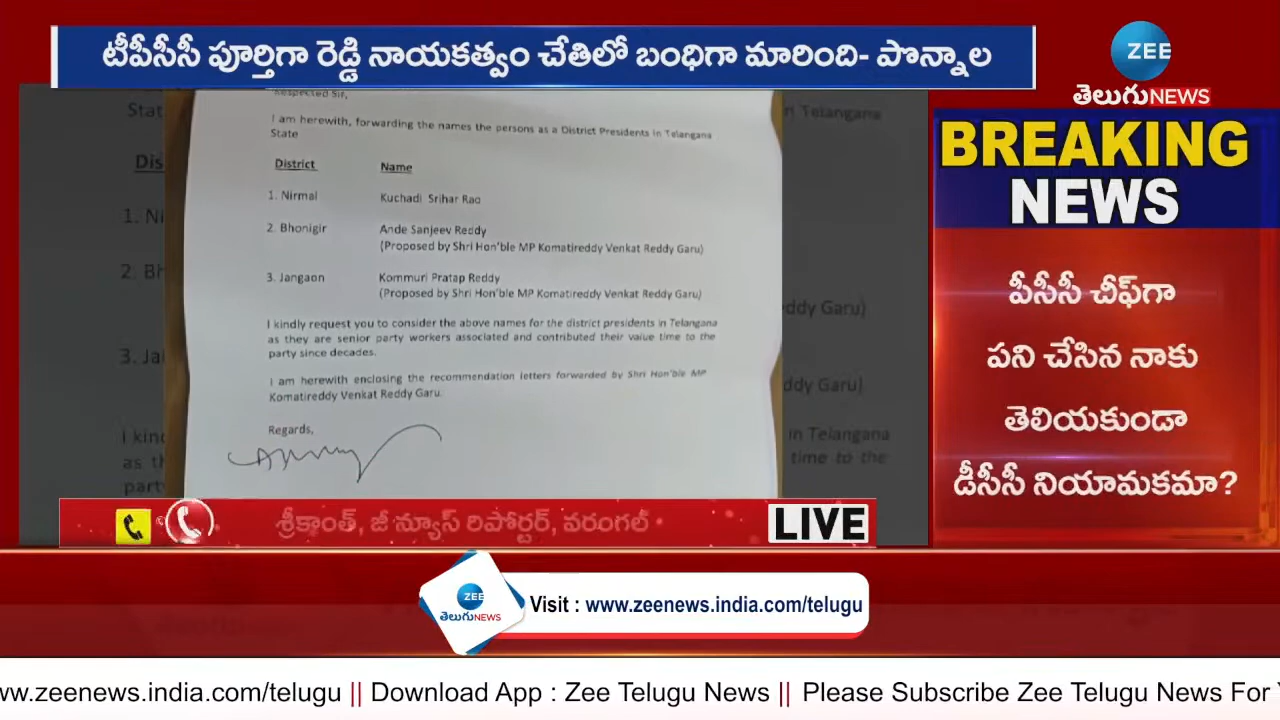 టీపీసీసీ పూర్తిగా రెడ్డి నాయకత్వం చేతిలో బంధీగా మారింది- పొన్నాల
ZEE
తెలుగు NEWS
Respected Sir,
I am herewith, forwarding the names the persons as a District Presidents in Telangana
State
District Name
1. Nirmal Kuchadi Srihar Rao
2. Bhonigir Ande Sanjeev Reddy
(Proposed by Shri Hon'ble MP Komatireddy Venkat Reddy Garu)
3. Jangaon Kommuri Pratap Reddy
(Proposed by Shri Hon'ble MP Komatireddy Venkat Reddy Garu)
I kindly request you to consider the above names for the district presidents in Telangana
as they are senior party workers associated and contributed their value time to the
party since decades.
I am herewith enclosing the recommendation letters forwarded by Shri Hon'ble MP
Komatireddy Venkat Reddy Garu.
Regards,
BREAKING
NEWS
పీసీసీ చీఫ్‌గా
పని చేసిన నాకు
తెలియకుండా
డీసీసీ నియామకమా?
శ్రీకాంత్, జీ న్యూస్ రిపోర్టర్, వరంగల్
LIVE
ZEE
తెలుగు NEWS
Visit : www.zeenews.india.com/telugu
ww.zeenews.india.com/telugu || Download App : Zee Telugu News || Please Subscribe Zee Telugu News For